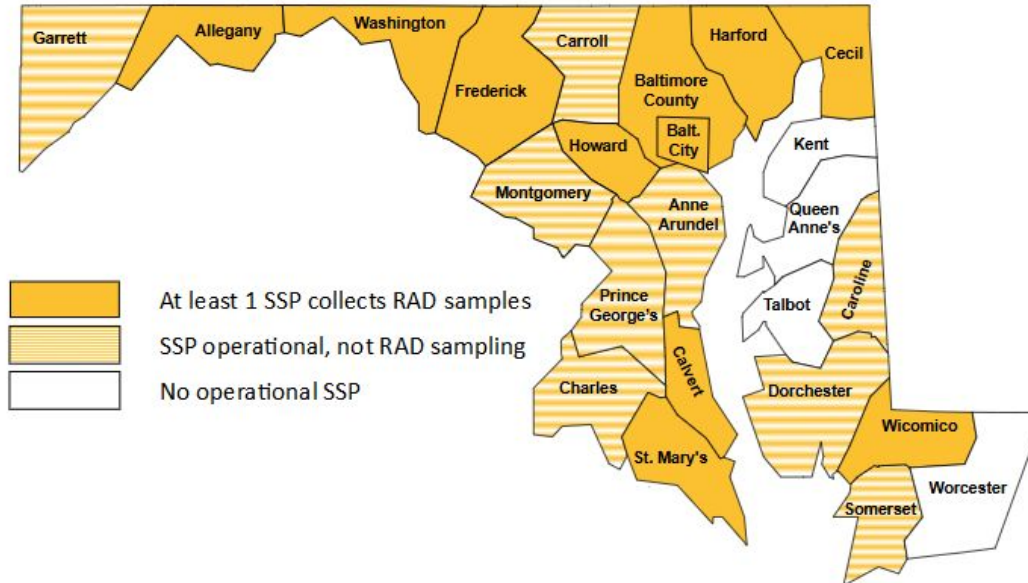 Garrett
Allegany
Washington
Frederick
Carroll
Baltimore
County
Balt.
City
Harford
Cecil
Howard
Montgomery
Anne
Arundel
Kent
Queen
Anne's
Talbot
Caroline
Prince
George's
Calvert
Charles
St. Mary's
Dorchester
Wicomico
Somerset
Worcester
At least 1 SSP collects RAD samples
SSP operational, not RAD sampling
No operational SSP